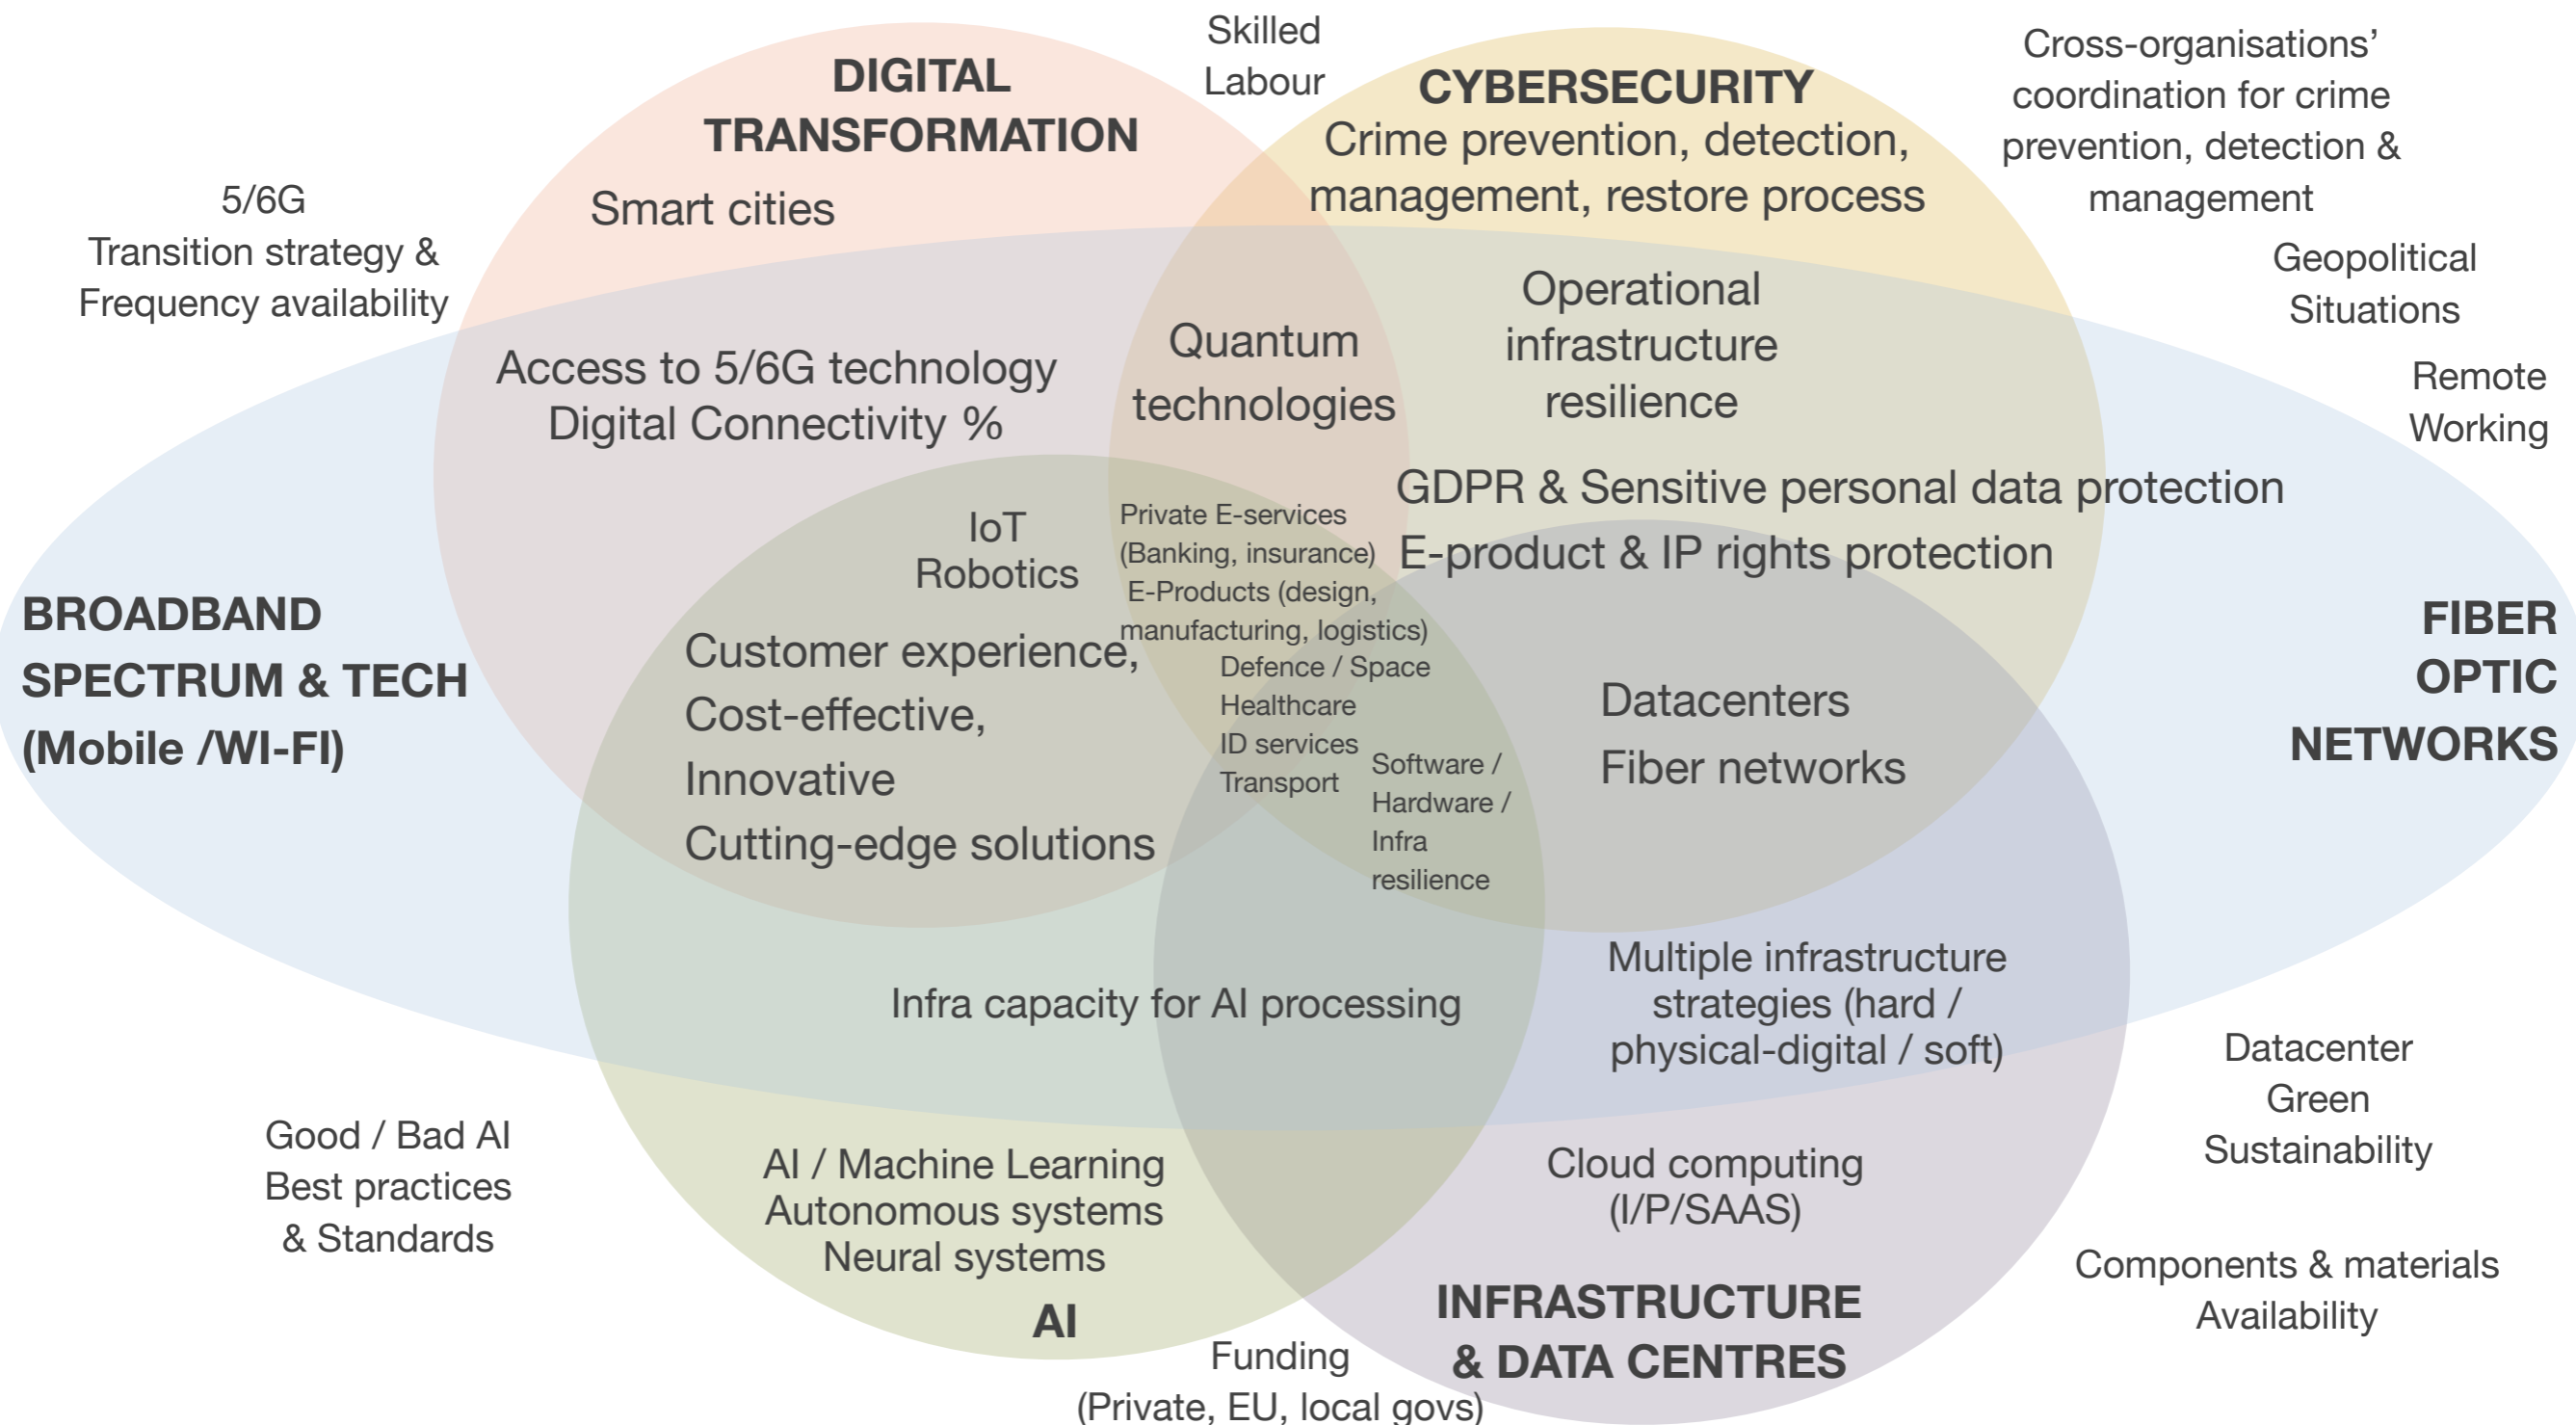 Skilled
Labour
DIGITAL
TRANSFORMATION
Smart cities
CYBERSECURITY
Crime prevention, detection,
management, restore process
Cross-organisations’
coordination for crime
prevention, detection &
management
Geopolitical
Situations
Remote
Working
5/6G
Transition strategy &
Frequency availability
Access to 5/6G technology
Digital Connectivity %
Quantum
technologies
Operational
infrastructure
resilience
GDPR & Sensitive personal data protection
E-product & IP rights protection
IoT
Robotics
Private E-services
(Banking, insurance)
E-Products (design,
manufacturing, logistics)
Defence / Space
Healthcare
ID services
Transport
Software /
Hardware /
Infra
resilience
BROADBAND
SPECTRUM & TECH
(Mobile /WI-FI)
Customer experience,
Cost-effective,
Innovative
Cutting-edge solutions
Datacenters
Fiber networks
FIBER
OPTIC
NETWORKS
Infra capacity for AI processing
Multiple infrastructure
strategies (hard /
physical-digital / soft)
Datacenter
Green
Sustainability
Good / Bad AI
Best practices
& Standards
AI / Machine Learning
Autonomous systems
Neural systems
AI
Cloud computing
(I/P/SAAS)
INFRASTRUCTURE
& DATA CENTRES
Components & materials
Availability
Funding
(Private, EU, local govs)